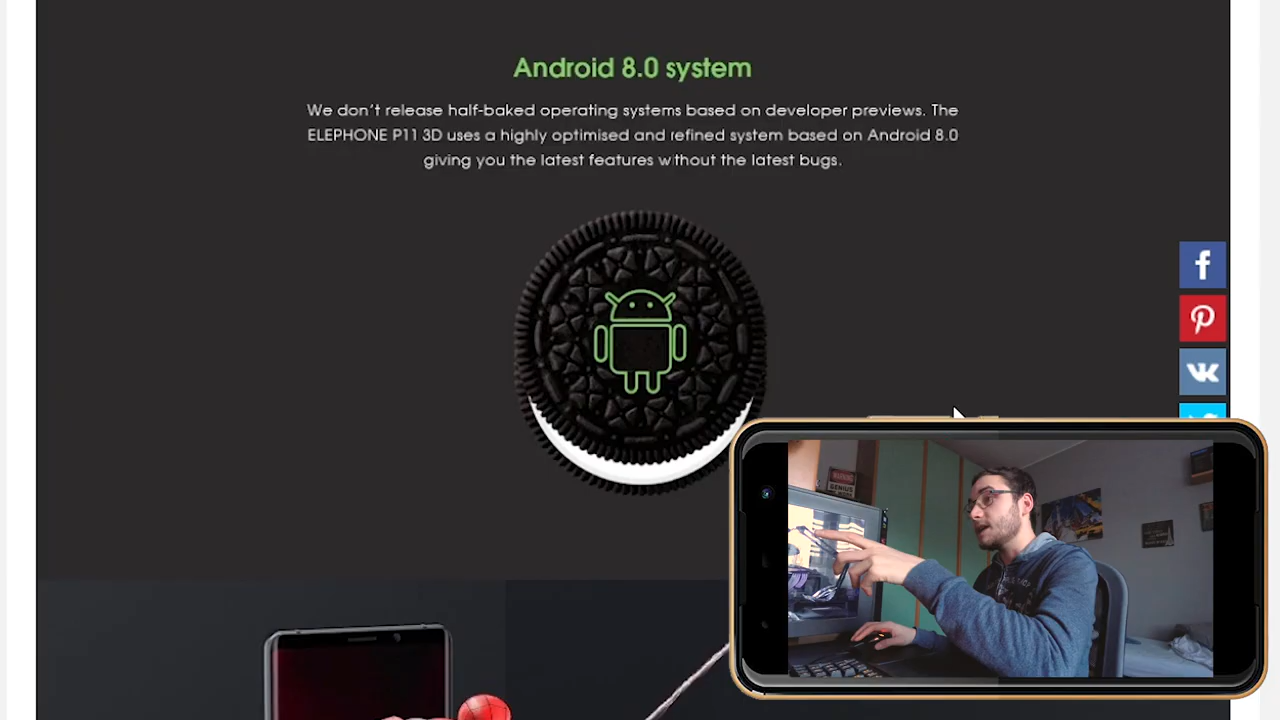 Android 8.0 system
We don't release half-baked operating systems based on developer previews. The
ELEPHONE P11 3D uses a highly optimised and refined system based on Android 8.0
giving you the latest features without the latest bugs.
WARNING
GENIUS